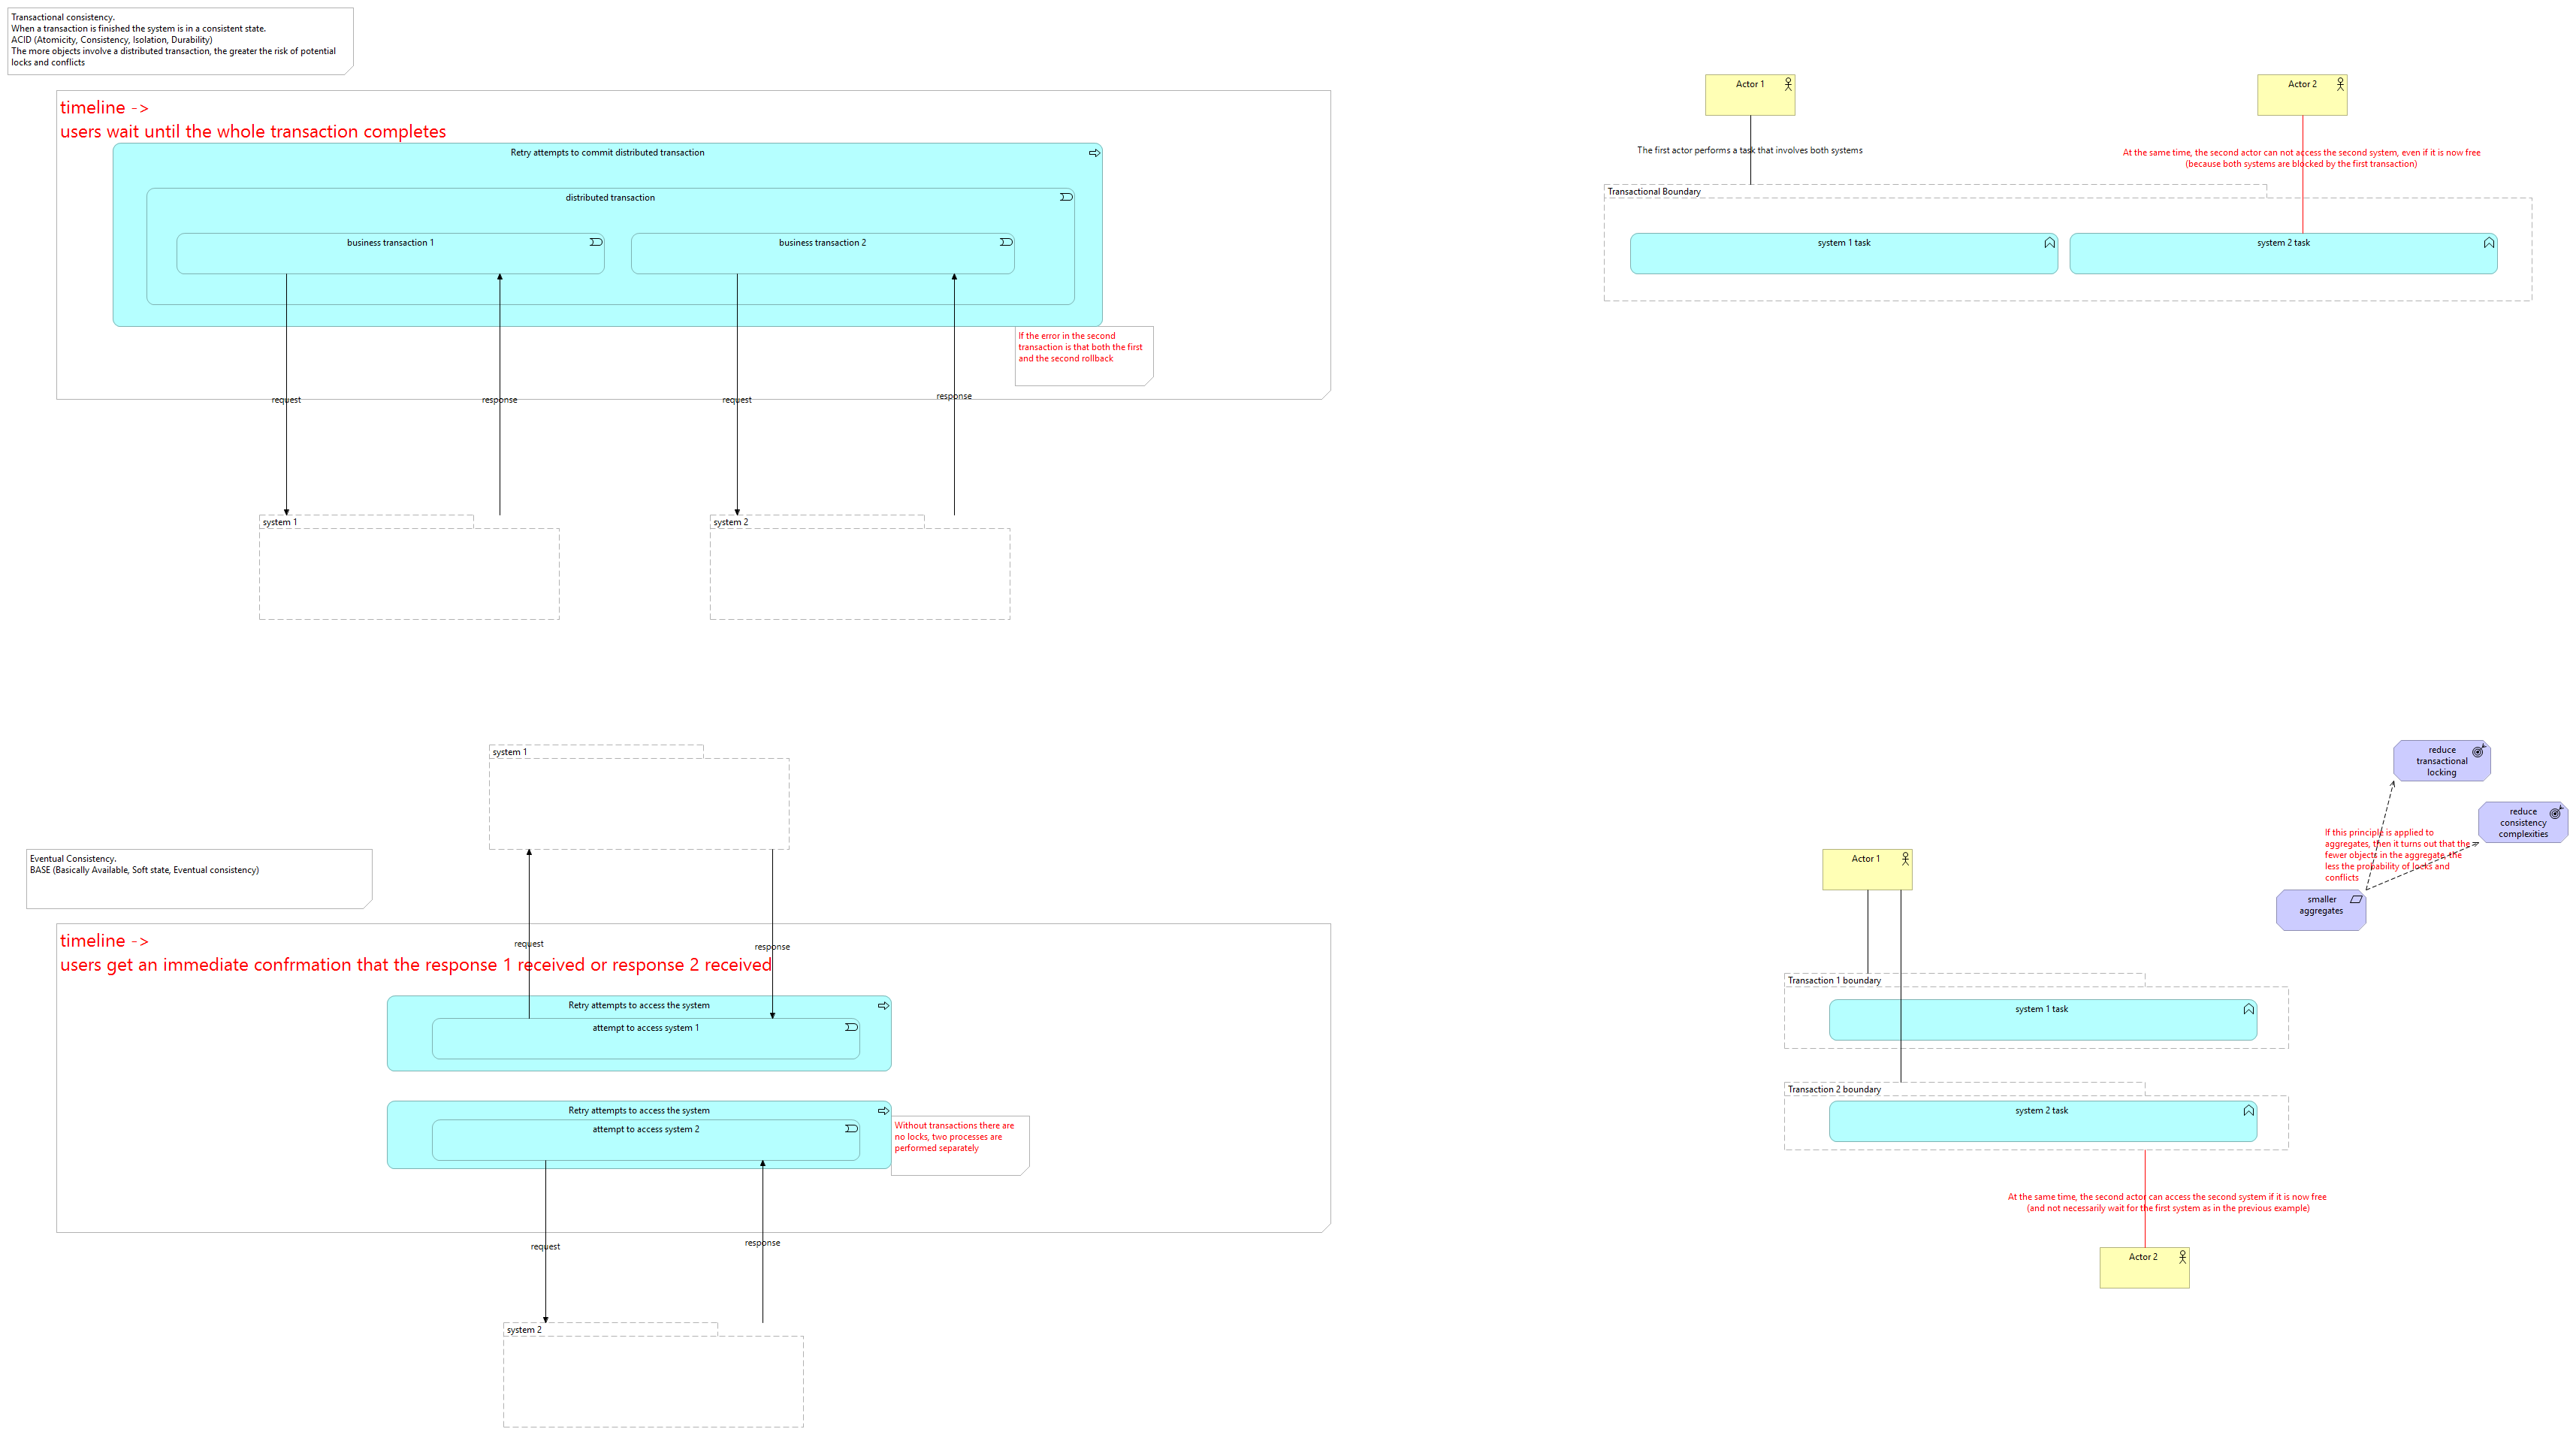 Transactional consistency.
When a transaction is finished the system is in a consistent state.
ACID (Atomicity, Consistency, Isolation, Durability)
The more objects involve a distributed transaction, the greater the risk of potential
locks and conflicts
timeline ->
users wait until the whole transaction completes
Retry attempts to commit distributed transaction
distributed transaction
business transaction 1
business transaction 2
If the error in the second
transaction is that both the first
and the second rollback
request
response
request
response
system 1
system 2
Actor 1
Actor 2
The first actor performs a task that involves both systems
At the same time, the second actor can not access the second system, even if it is now free
(because both systems are blocked by the first transaction)
Transactional Boundary
system 1 task
system 2 task
system 1
Eventual Consistency.
BASE (Basically Available, Soft state, Eventual consistency)
timeline ->
users get an immediate confrmation that the response 1 received or response 2 received
request
response
Retry attempts to access the system
attempt to access system 1
Retry attempts to access the system
attempt to access system 2
Without transactions there are
no locks, two processes are
performed separately
request
response
system 2
reduce
transactional
locking
reduce
consistency
complexities
If this principle is applied to
aggregates, then it turns out that the
fewer objects in the aggregate, the
less the probability of locks and
conflicts
smaller
aggregates
Actor 1
Transaction 1 boundary
system 1 task
Transaction 2 boundary
system 2 task
At the same time, the second actor can access the second system if it is now free
(and not necessarily wait for the first system as in the previous example)
Actor 2